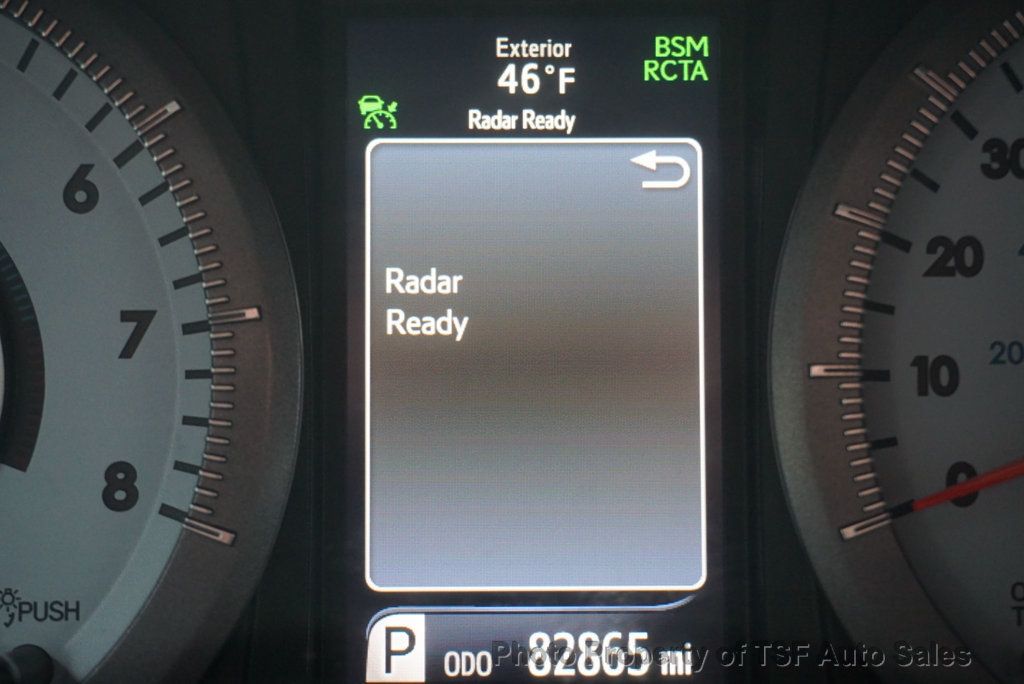 Exterior
46°F
BSM
RCTA
Radar Ready
Radar
Ready
6
7
8
PUSH
30
20
10
20
0
P ODO 82865 mi
Photo Property of TSF Auto Sales